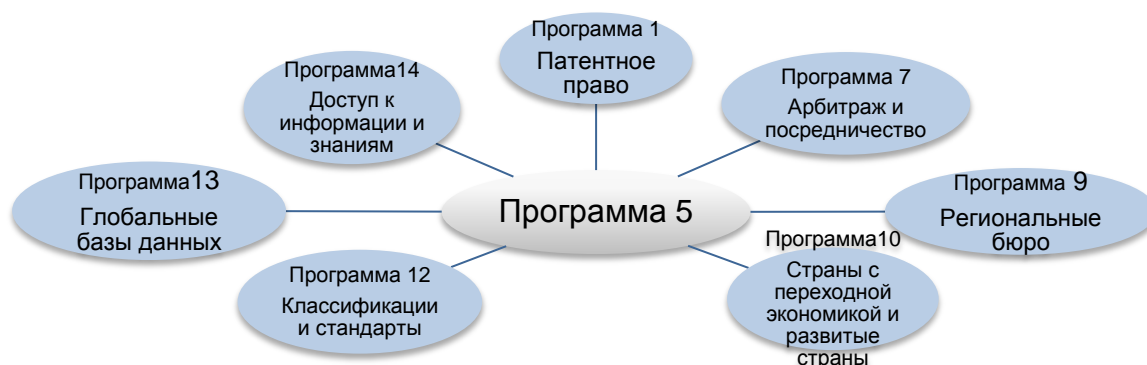 Программа 1
Патентное
право
Программа14
Доступ к
информации и
знаниям
Программа 7
Арбитраж и
посредничество
Программа13
Глобальные
базы данных
Программа 5
Программа 9
Региональные
бюро
Программа 12
Классификации
и стандарты
Программа10
Страны с
переходной
экономикой и
развитые
страны